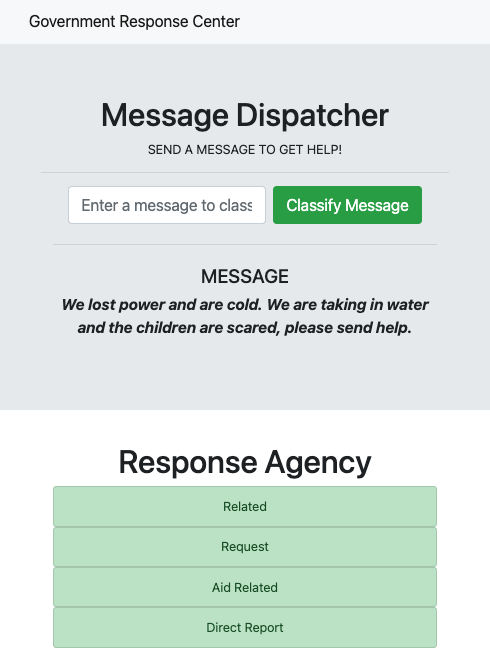 Government Response Center
Message Dispatcher
SEND A MESSAGE TO GET HELP!
Enter a message to class
Classify Message
MESSAGE
We lost power and are cold. We are taking in water
and the children are scared, please send help.
Response Agency
Related
Request
Aid Related
Direct Report